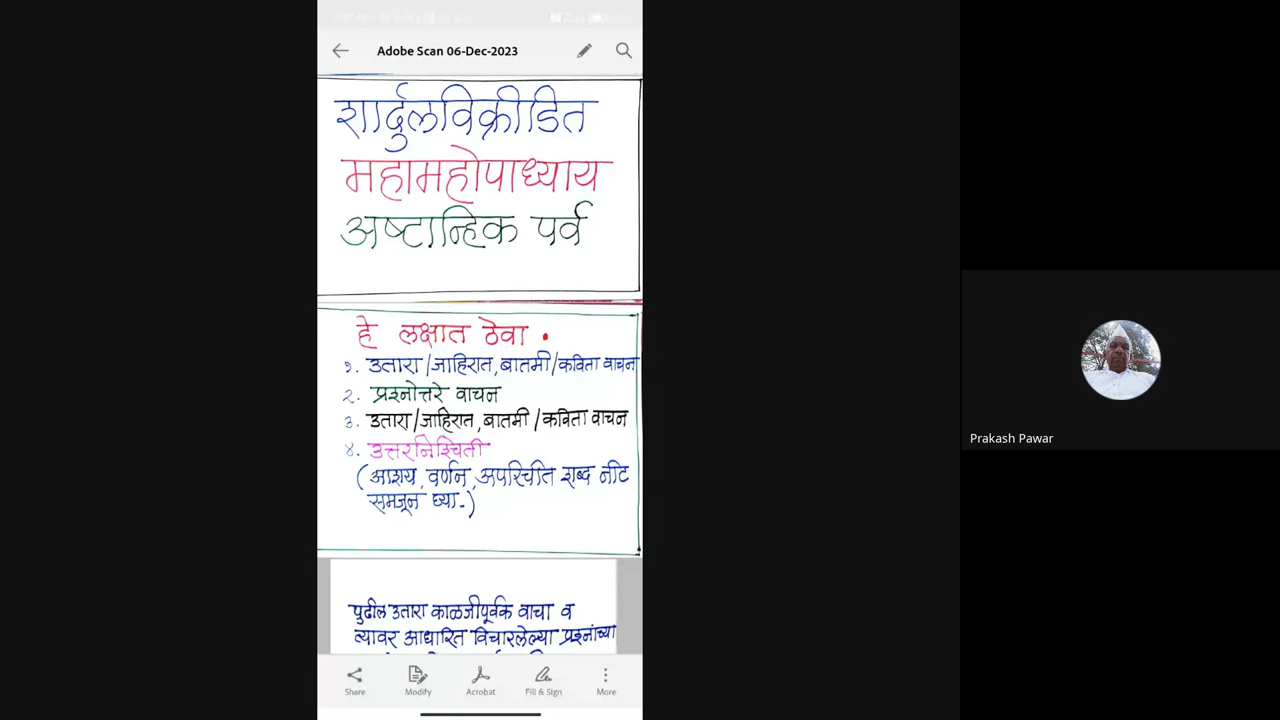 Adobe Scan 06-Dec-2023
शार्दुलविक्रीडित
महामहोपाध्याय
अष्टान्हिक पर्व
हे लक्षात ठेवा .
१. उतारा/जाहिरात, बातमी/कविता वाचन
२. प्रश्नोत्तरे वाचन
३. उतारा/जाहिरात, बातमी/कविता वाचन
४. उत्तरनिश्चिती
(आशय, वर्णन, अपरिचीत शब्द नीट
समजून घ्या.)
पुढील उतारा काळजीपूर्वक वाचा व
त्यावर आधारित विचारलेल्या प्रश्नांच्या
Share Modify Acrobat Fill & Sign More
Prakash Pawar